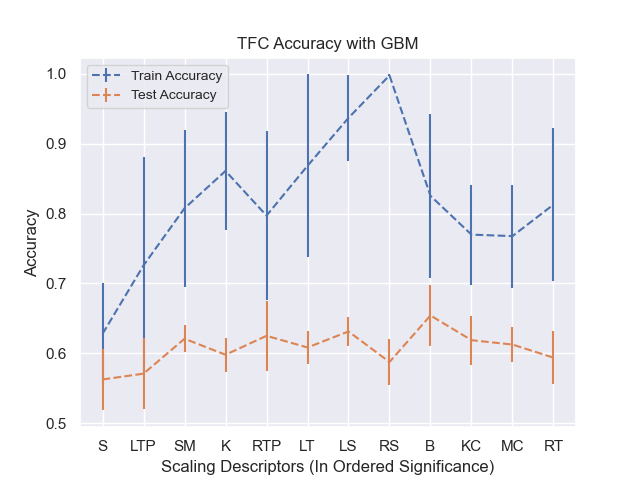 TFC Accuracy with GBM
Train Accuracy
Test Accuracy
1.0
0.9
0.8
0.7
0.6
0.5
Accuracy
S LTP SM K RTP LT LS RS B KC MC RT
Scaling Descriptors (In Ordered Significance)